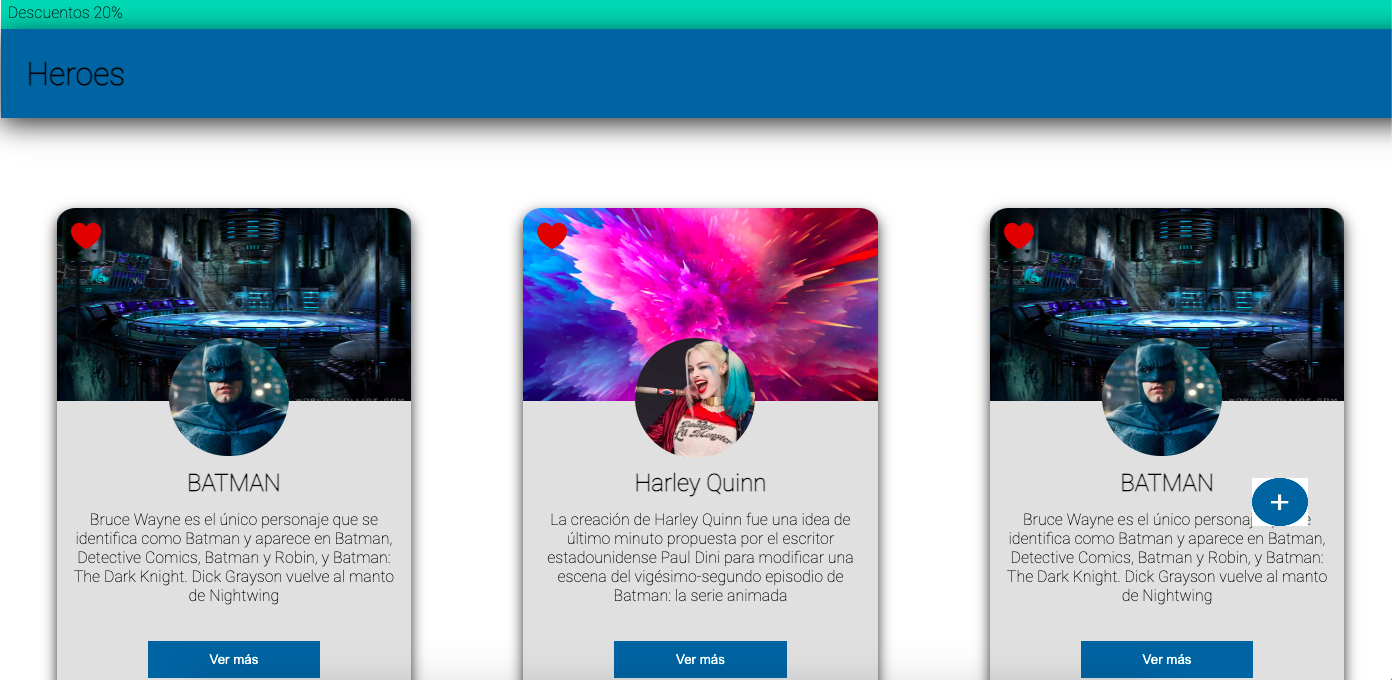 Descuentos 20%
Heroes
BATMAN
Bruce Wayne es el único personaje que se
identifica como Batman y aparece en Batman,
Detective Comics, Batman y Robin, y Batman:
The Dark Knight. Dick Grayson vuelve al manto
de Nightwing
Ver más
Daddy's
Lil Monster
Harley Quinn
La creación de Harley Quinn fue una idea de
último minuto propuesta por el escritor
estadounidense Paul Dini para modificar una
escena del vigésimo-segundo episodio de
Batman: la serie animada
Ver más
BATMAN
+
Bruce Wayne es el único
identifica como Batman y aparece en Batman,
Detective Comics, Batman y Robin, y Batman:
The Dark Knight. Dick Grayson vuelve al manto
de Nightwing
Ver más